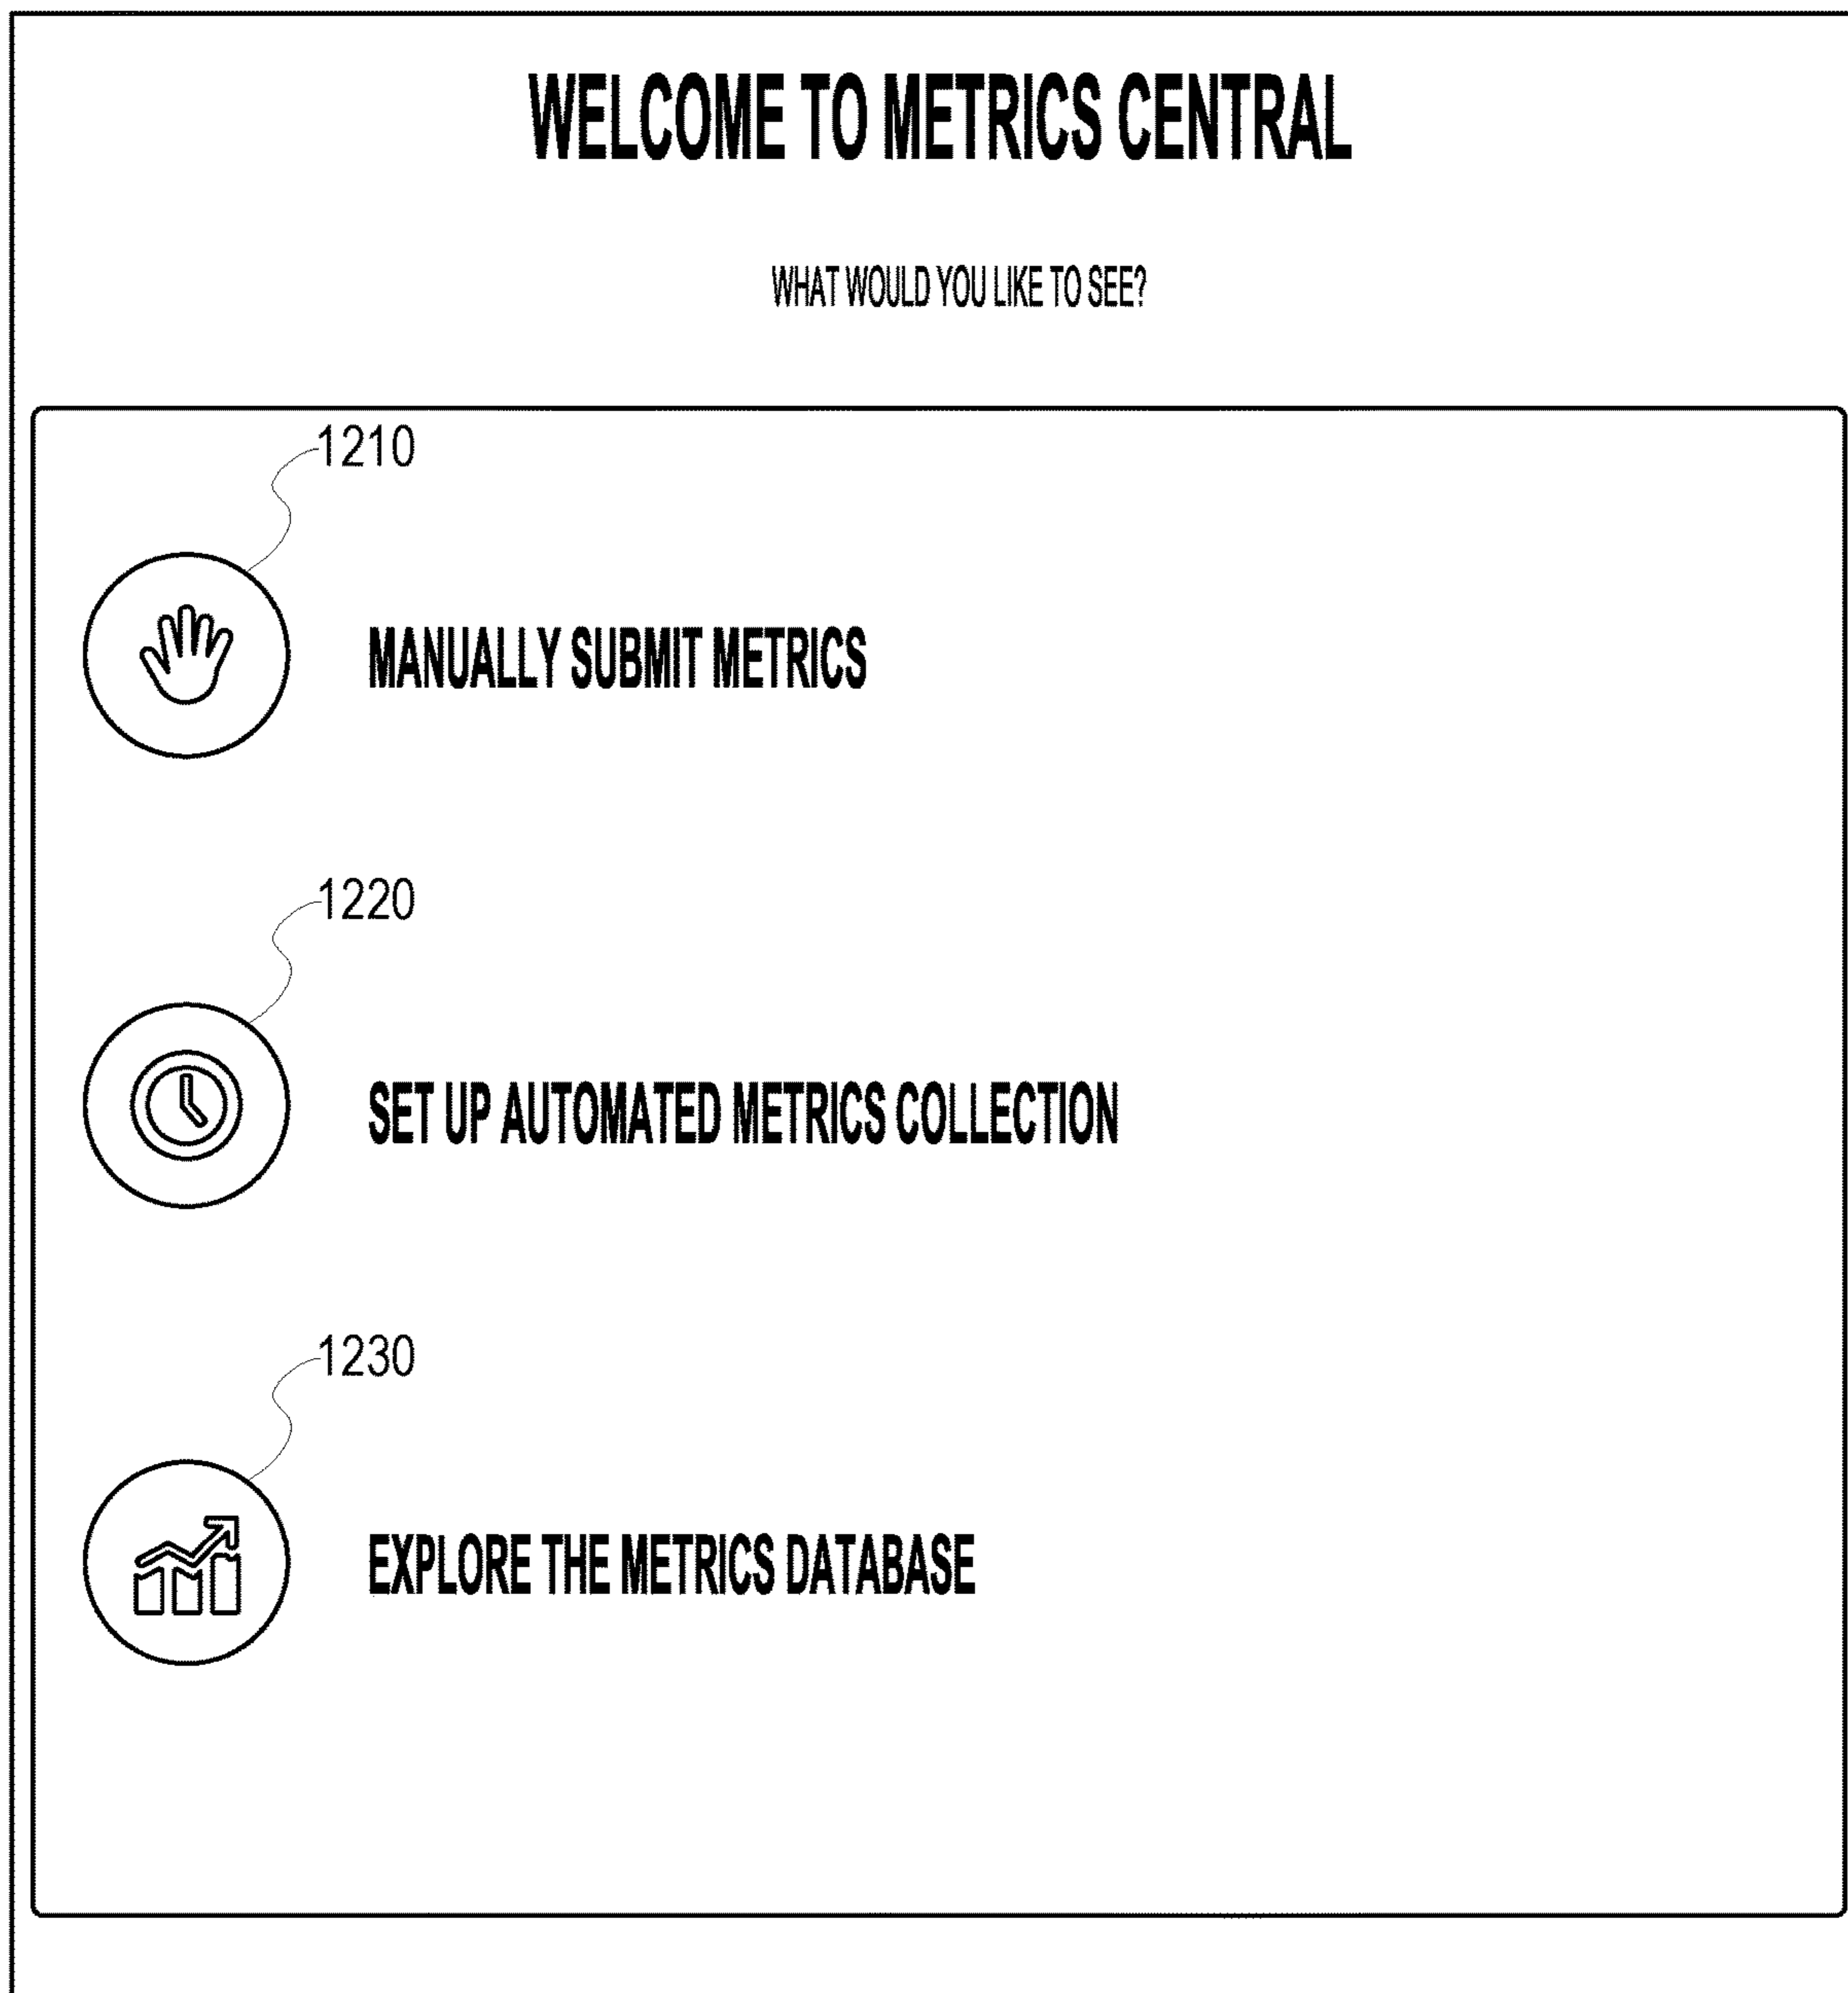 WELCOME TO METRICS CENTRAL
WHAT WOULD YOU LIKE TO SEE?
1210
MANUALLY SUBMIT METRICS
1220
SET UP AUTOMATED METRICS COLLECTION
1230
EXPLORE THE METRICS DATABASE